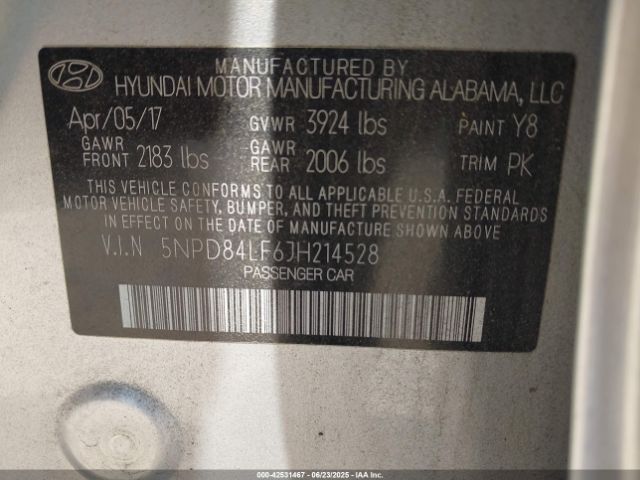 MANUFACTURED BY
HYUNDAI MOTOR MANUFACTURING ALABAMA, LLC
Apr/05/17 GVWR 3924 lbs PAINT Y8
GAWR FRONT 2183 lbs GAWR REAR 2006 lbs TRIM PK
THIS VEHICLE CONFORMS TO ALL APPLICABLE U.S.A. FEDERAL
MOTOR VEHICLE SAFETY, BUMPER, AND THEFT PREVENTION STANDARDS
IN EFFECT ON THE DATE OF MANUFACTURE SHOWN ABOVE.
V.I.N 5NPD84LF6JH214528
PASSENGER CAR
000-42531467 - 06/23/2025 - COPART